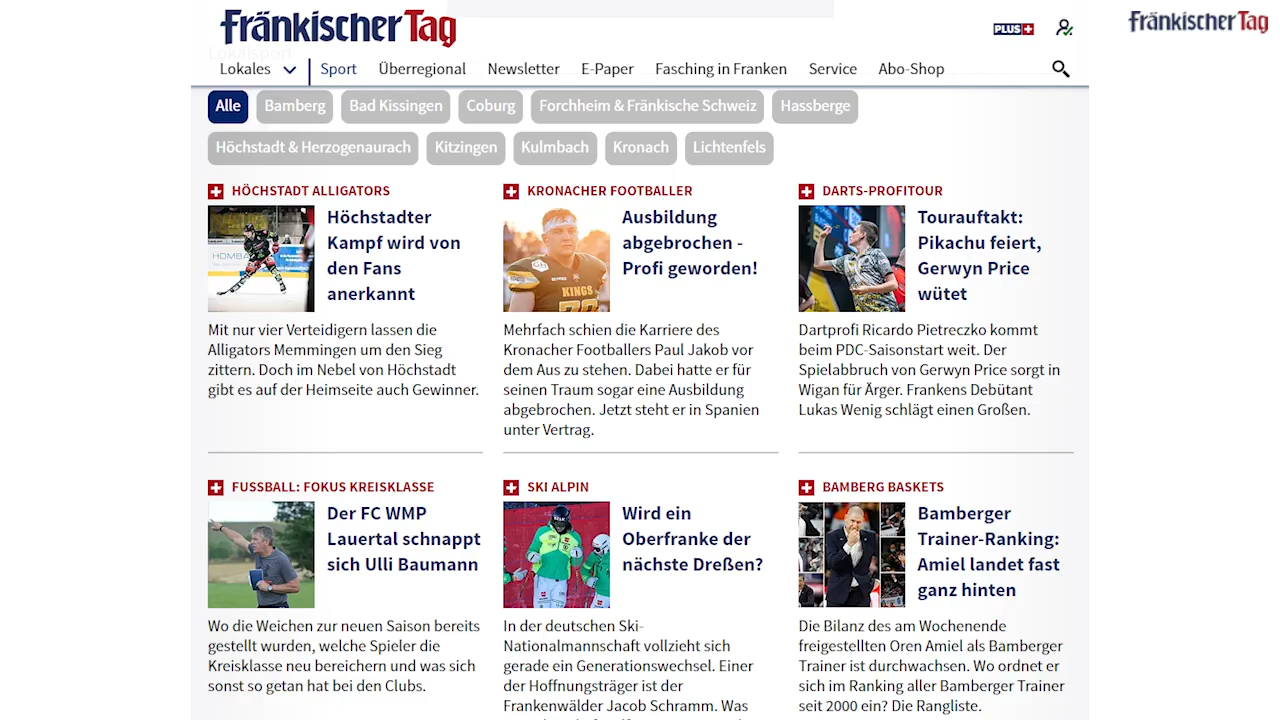 Fränkischer Tag
Fränkischer Tag
PLUS
Lokalsport
Lokales Sport Überregional Newsletter E-Paper Fasching in Franken Service Abo-Shop
Alle Bamberg Bad Kissingen Coburg Forchheim & Fränkische Schweiz Hassberge
Höchstadt & Herzogenaurach Kitzingen Kulmbach Kronach Lichtenfels
HÖCHSTADT ALLIGATORS
Höchstadter
Kampf wird von
den Fans
anerkannt
Mit nur vier Verteidigern lassen die
Alligators Memmingen um den Sieg
zittern. Doch im Nebel von Höchstadt
gibt es auf der Heimseite auch Gewinner.
KRONACHER FOOTBALLER
Ausbildung
abgebrochen -
Profi geworden!
KINGS
Mehrfach schien die Karriere des
Kronacher Footballers Paul Jakob vor
dem Aus zu stehen. Dabei hatte er für
seinen Traum sogar eine Ausbildung
abgebrochen. Jetzt steht er in Spanien
unter Vertrag.
DARTS-PROFITOUR
Tourauftakt:
Pikachu feiert,
Gerwyn Price
wütet
Dartprofi Ricardo Pietreczko kommt
beim PDC-Saisonstart weit. Der
Spielabbruch von Gerwyn Price sorgt in
Wigan für Ärger. Frankens Debütant
Lukas Wenig schlägt einen Großen.
FUSSBALL: FOKUS KREISKLASSE
Der FC WMP
Lauertal schnappt
sich Ulli Baumann
Wo die Weichen zur neuen Saison bereits
gestellt wurden, welche Spieler die
Kreisklasse neu bereichern und was sich
sonst so getan hat bei den Clubs.
SKI ALPIN
Wird ein
Oberfranke der
nächste Dreßen?
In der deutschen Ski-
Nationalmannschaft vollzieht sich
gerade ein Generationswechsel. Einer
der Hoffnungsträger ist der
Frankenwälder Jacob Schramm. Was
BAMBERG BASKETS
Bamberger
Trainer-Ranking:
Amiel landet fast
ganz hinten
Die Bilanz des am Wochenende
freigestellten Oren Amiel als Bamberger
Trainer ist durchwachsen. Wo ordnet er
sich im Ranking aller Bamberger Trainer
seit 2000 ein? Die Rangliste.